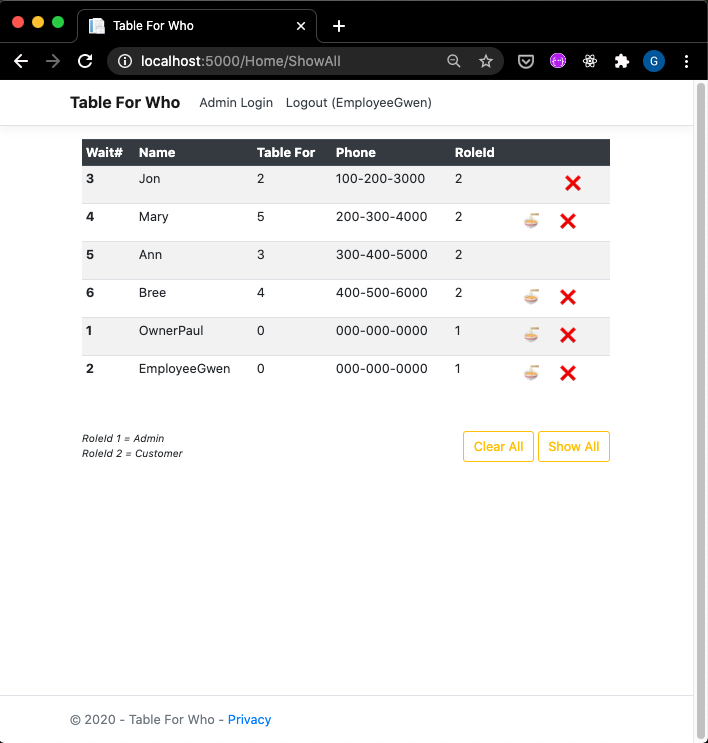 Table For Who
localhost:5000/Home/ShowAll
G
Table For Who Admin Login Logout (EmployeeGwen)
Wait# Name Table For Phone RoleId
3 Jon 2 100-200-3000 2
4 Mary 5 200-300-4000 2
5 Ann 3 300-400-5000 2
6 Bree 4 400-500-6000 2
1 OwnerPaul 0 000-000-0000 1
2 EmployeeGwen 0 000-000-0000 1
RoleId 1 = Admin
RoleId 2 = Customer
Clear All Show All
© 2020 - Table For Who - Privacy